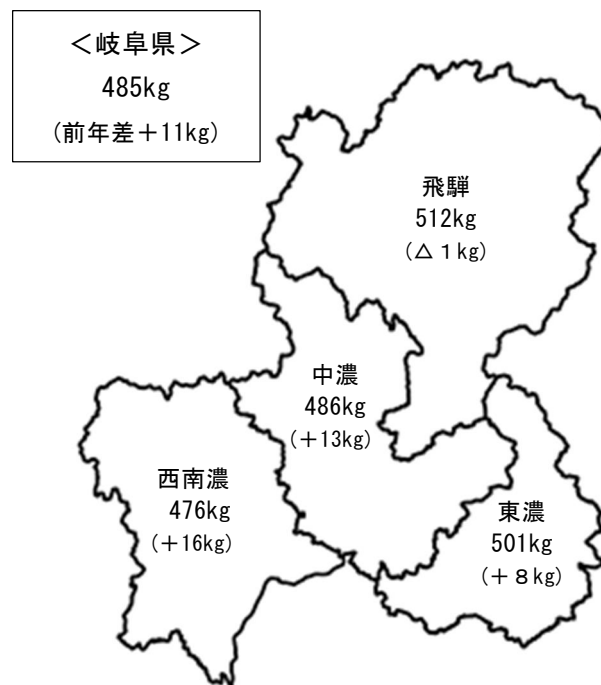 ＜岐阜県＞
485kg
(前年差＋11kg)
飛騨
512kg
(△１kg)
中濃
486kg
(＋13kg)
西南濃
476kg
(＋16kg)
東濃
501kg
(＋８kg)